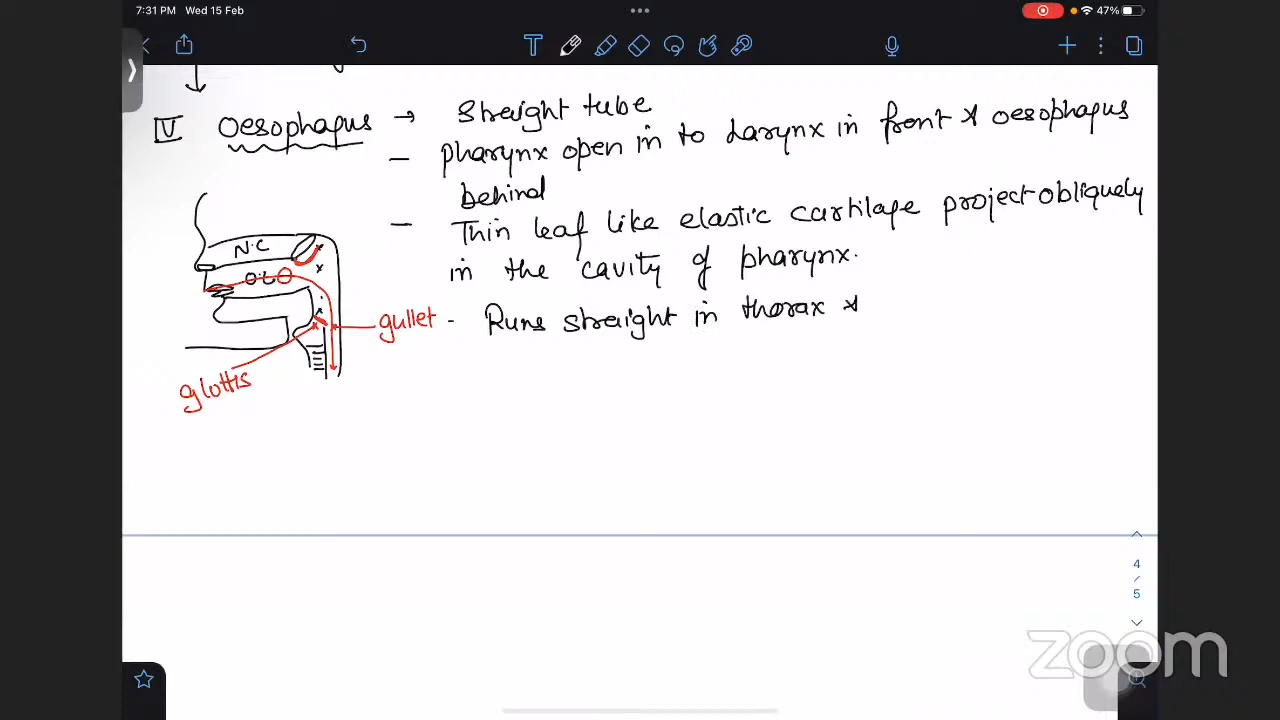 7:31 PM Wed 15 Feb
47%
IV Oesophagus → Straight tube
– Pharynx open in to Larynx in front & oesophagus
behind
– Thin leaf like elastic cartilage project obliquely
in the cavity of pharynx.
- Runs straight in thorax &
N.C
gullet
glottis
4
/
5
zoom